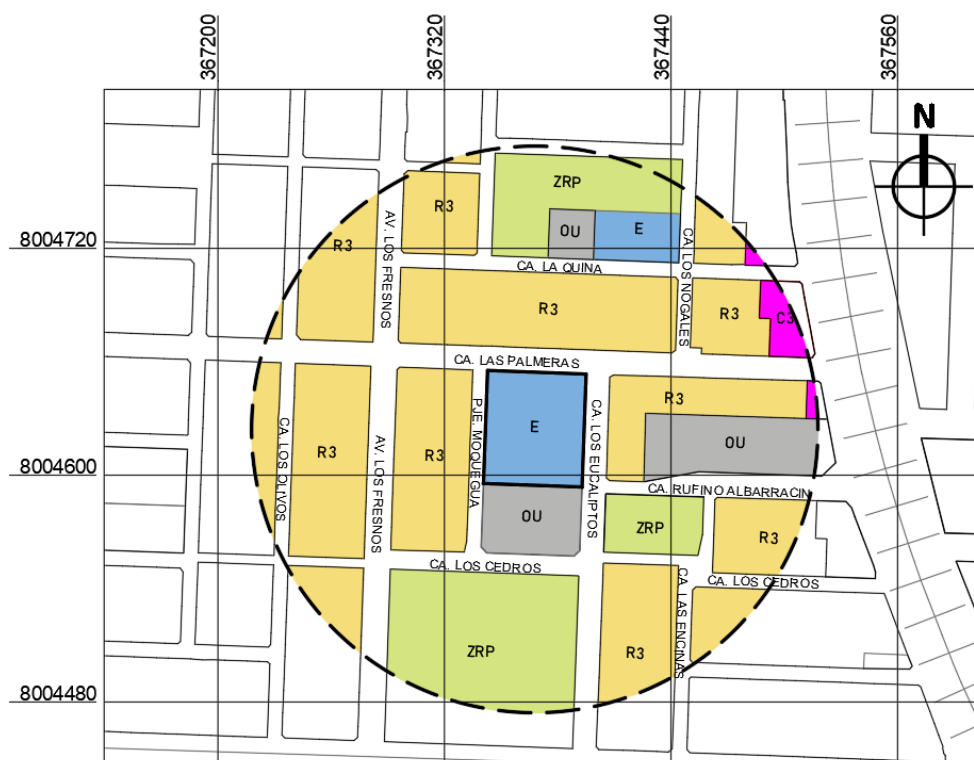 367200
367320
367440
367560
N
ZRP
R3
R3
OU
E
8004720
AV. LOS FRESNOS
CA. LA QUINA
CA. LOS NOGALES
R3
R3
C3
CA. LAS PALMERAS
R3
E
PJE. MOQUEGUA
CA. LOS EUCALIPTOS
OU
CA. LOS OLIVOS
R3
AV. LOS FRESNOS
R3
8004600
CA. RUFINO ALBARRACIN
OU
ZRP
R3
CA. LOS CEDROS
CA. LOS CEDROS
CA. LAS ENCINAS
ZRP
R3
8004480